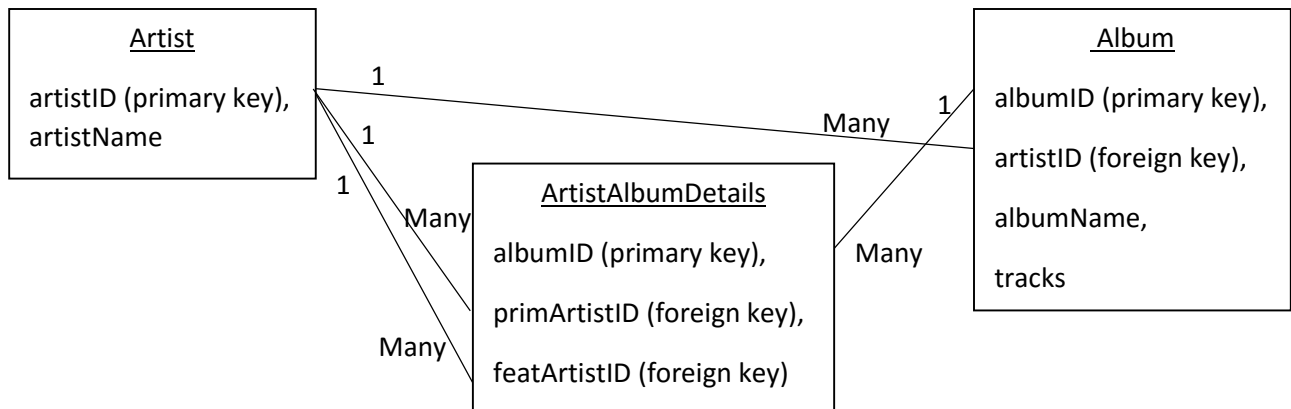 Artist
artistID (primary key),
artistName
1
1
1
Many
Many
Many
1
Many
ArtistAlbumDetails
albumID (primary key),
primArtistID (foreign key),
featArtistID (foreign key)
Album
albumID (primary key),
artistID (foreign key),
albumName,
tracks